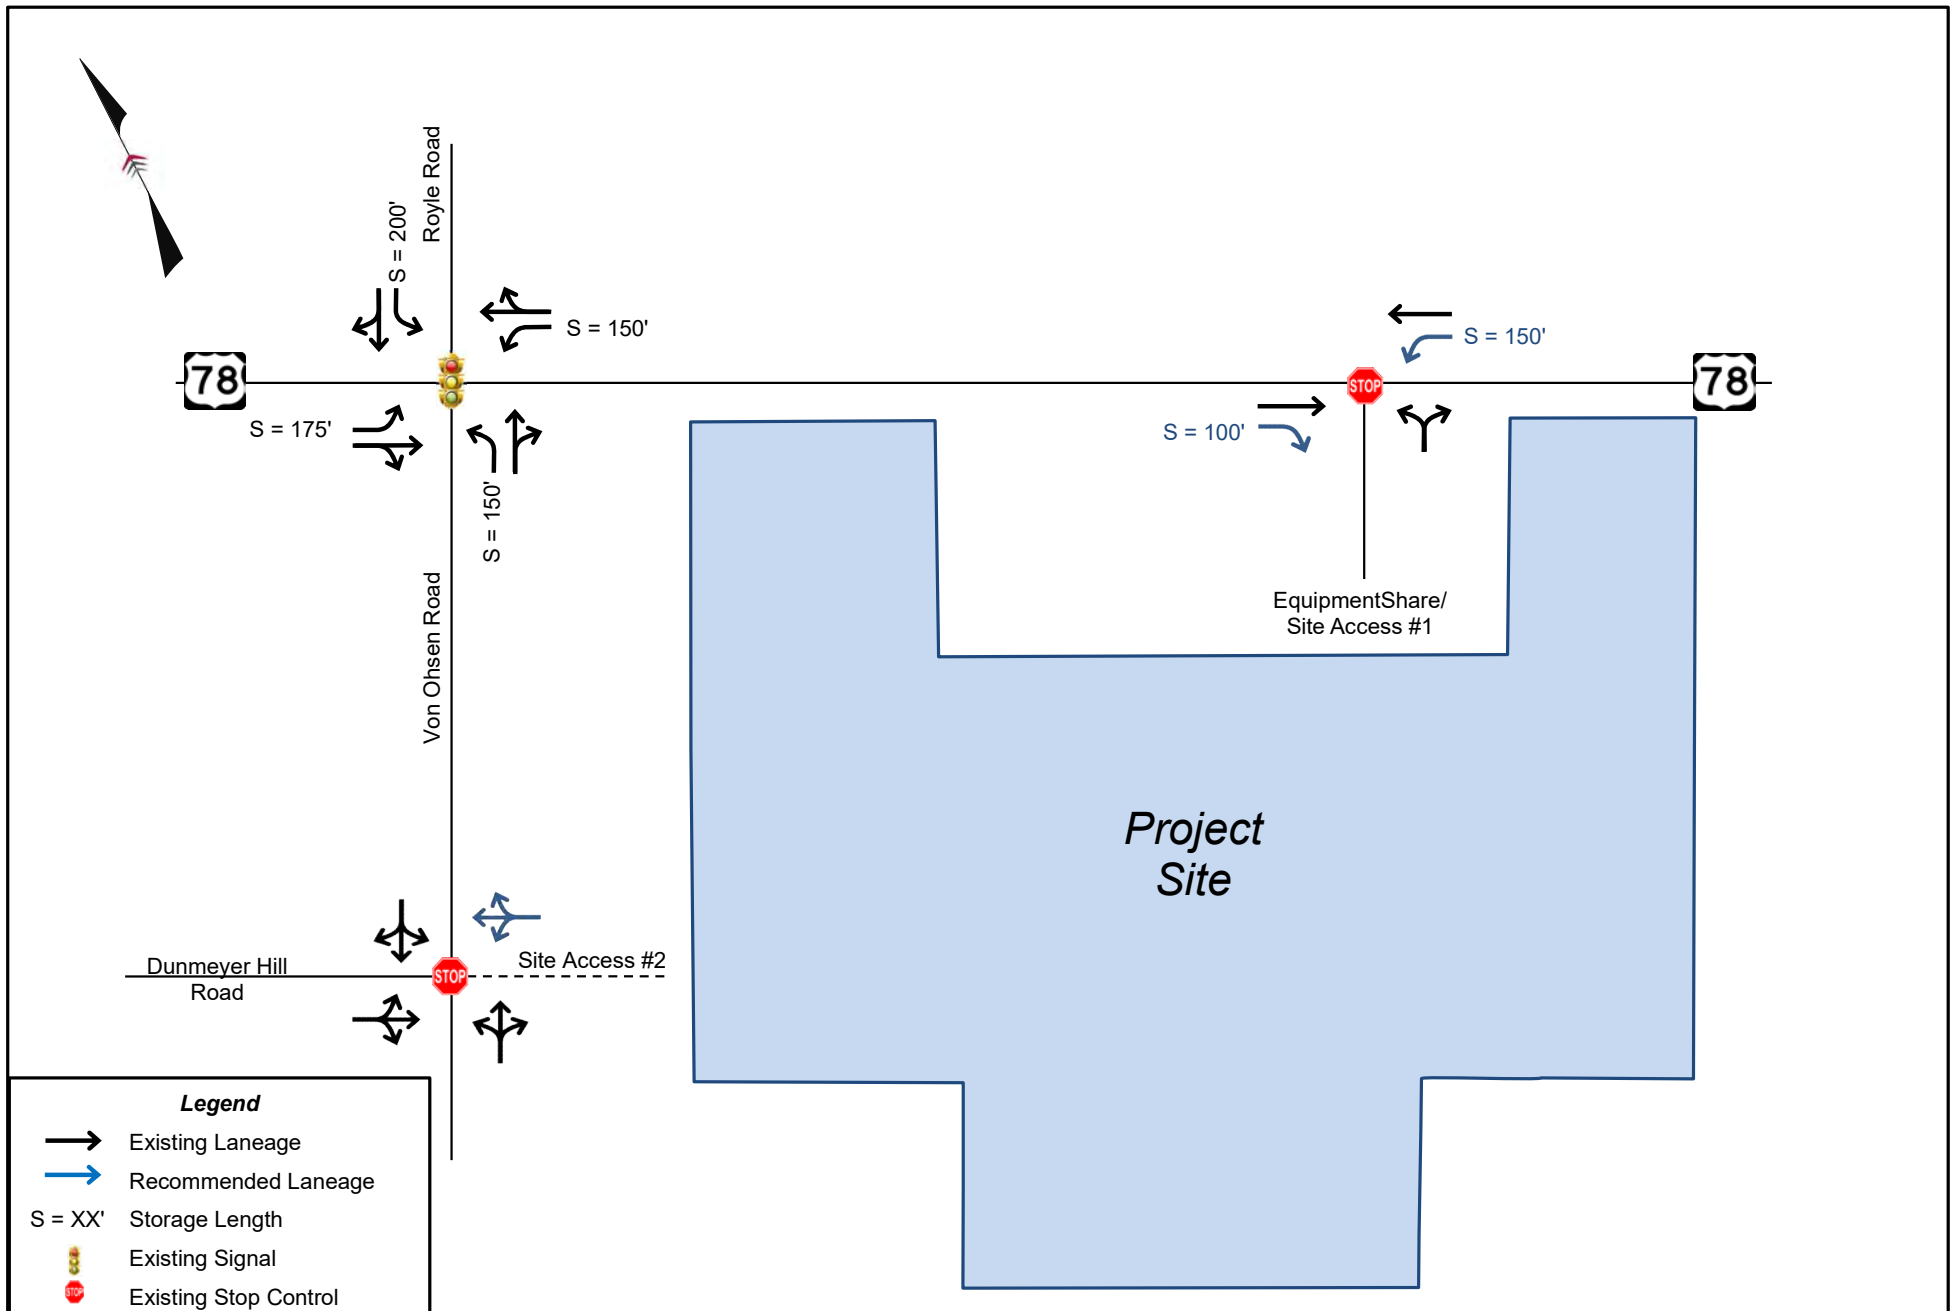 Royle Road
S = 200'
S = 150'
S = 150'
78
STOP
78
S = 175'
S = 100'
S = 150'
Von Ohsen Road
EquipmentShare/
Site Access #1
Project
Site
Dunmeyer Hill
Road
STOP
Site Access #2
Legend
Existing Laneage
Recommended Laneage
S = XX' Storage Length
Existing Signal
STOP Existing Stop Control